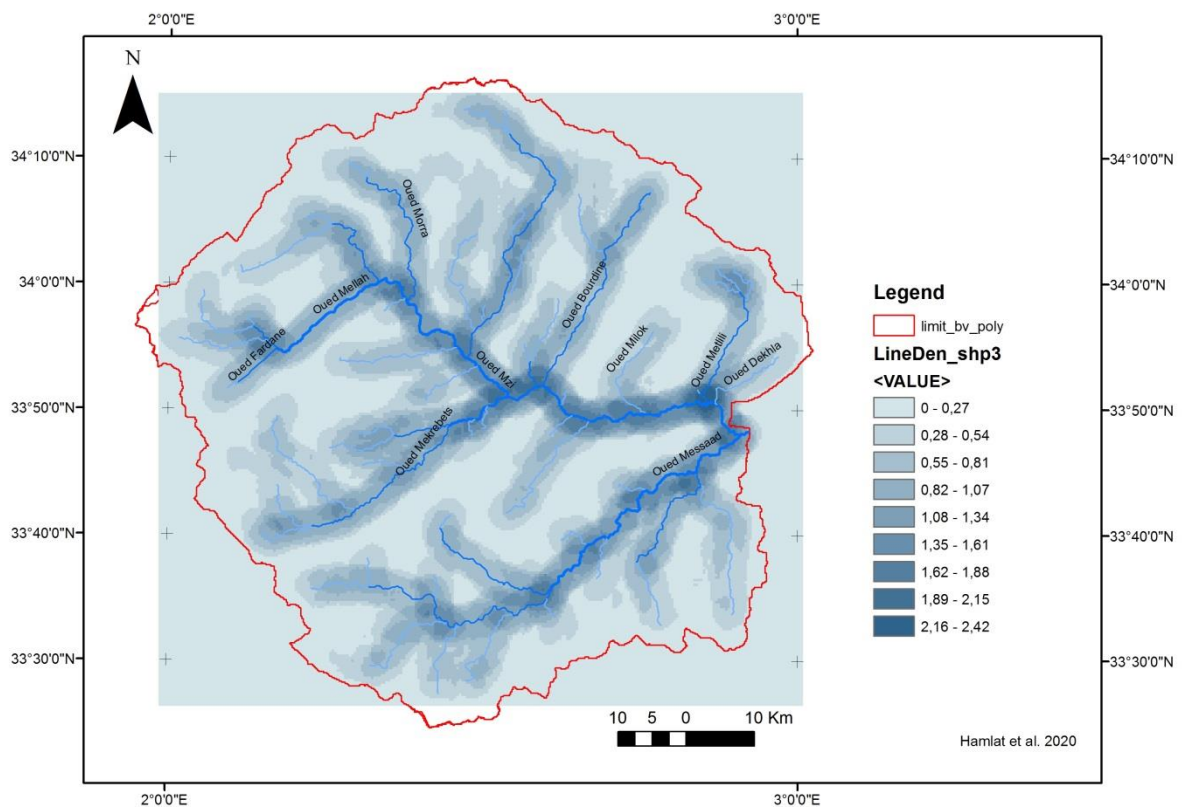 2°0'0"E
3°0'0"E
N
34°10'0"N
34°10'0"N
Oued Morra
34°0'0"N
34°0'0"N
Oued Mellah
Oued Bourdine
Oued Fardane
Oued Milok
Oued Metlili
Oued Dekhla
Oued Mzi
33°50'0"N
33°50'0"N
Oued Mekrebets
Oued Messaad
33°40'0"N
33°40'0"N
33°30'0"N
33°30'0"N
Legend
limit_bv_poly
LineDen_shp3
<VALUE>
0 - 0,27
0,28 - 0,54
0,55 - 0,81
0,82 - 1,07
1,08 - 1,34
1,35 - 1,61
1,62 - 1,88
1,89 - 2,15
2,16 - 2,42
10 5 0 10 Km
Hamlat et al. 2020
2°0'0"E
3°0'0"E